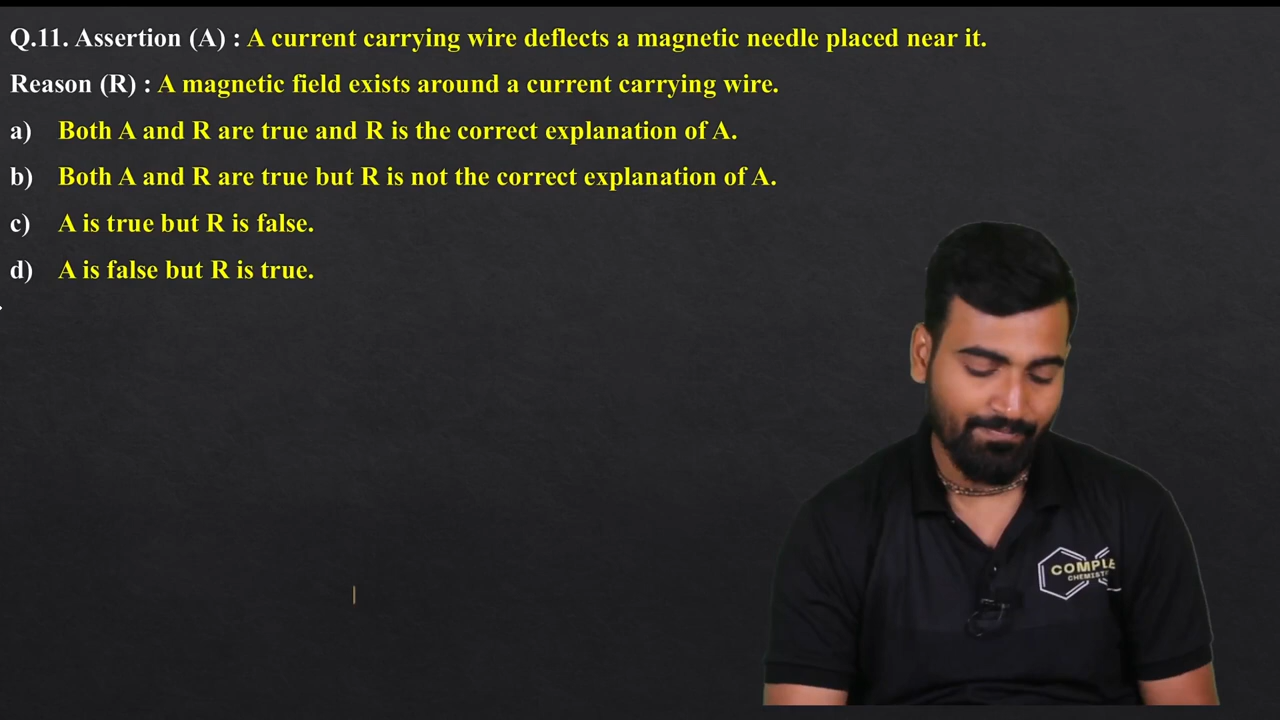 Q.11. Assertion (A) : A current carrying wire deflects a magnetic needle placed near it.
Reason (R) : A magnetic field exists around a current carrying wire.
a) Both A and R are true and R is the correct explanation of A.
b) Both A and R are true but R is not the correct explanation of A.
c) A is true but R is false.
d) A is false but R is true.
COMPLE
CHEMIST